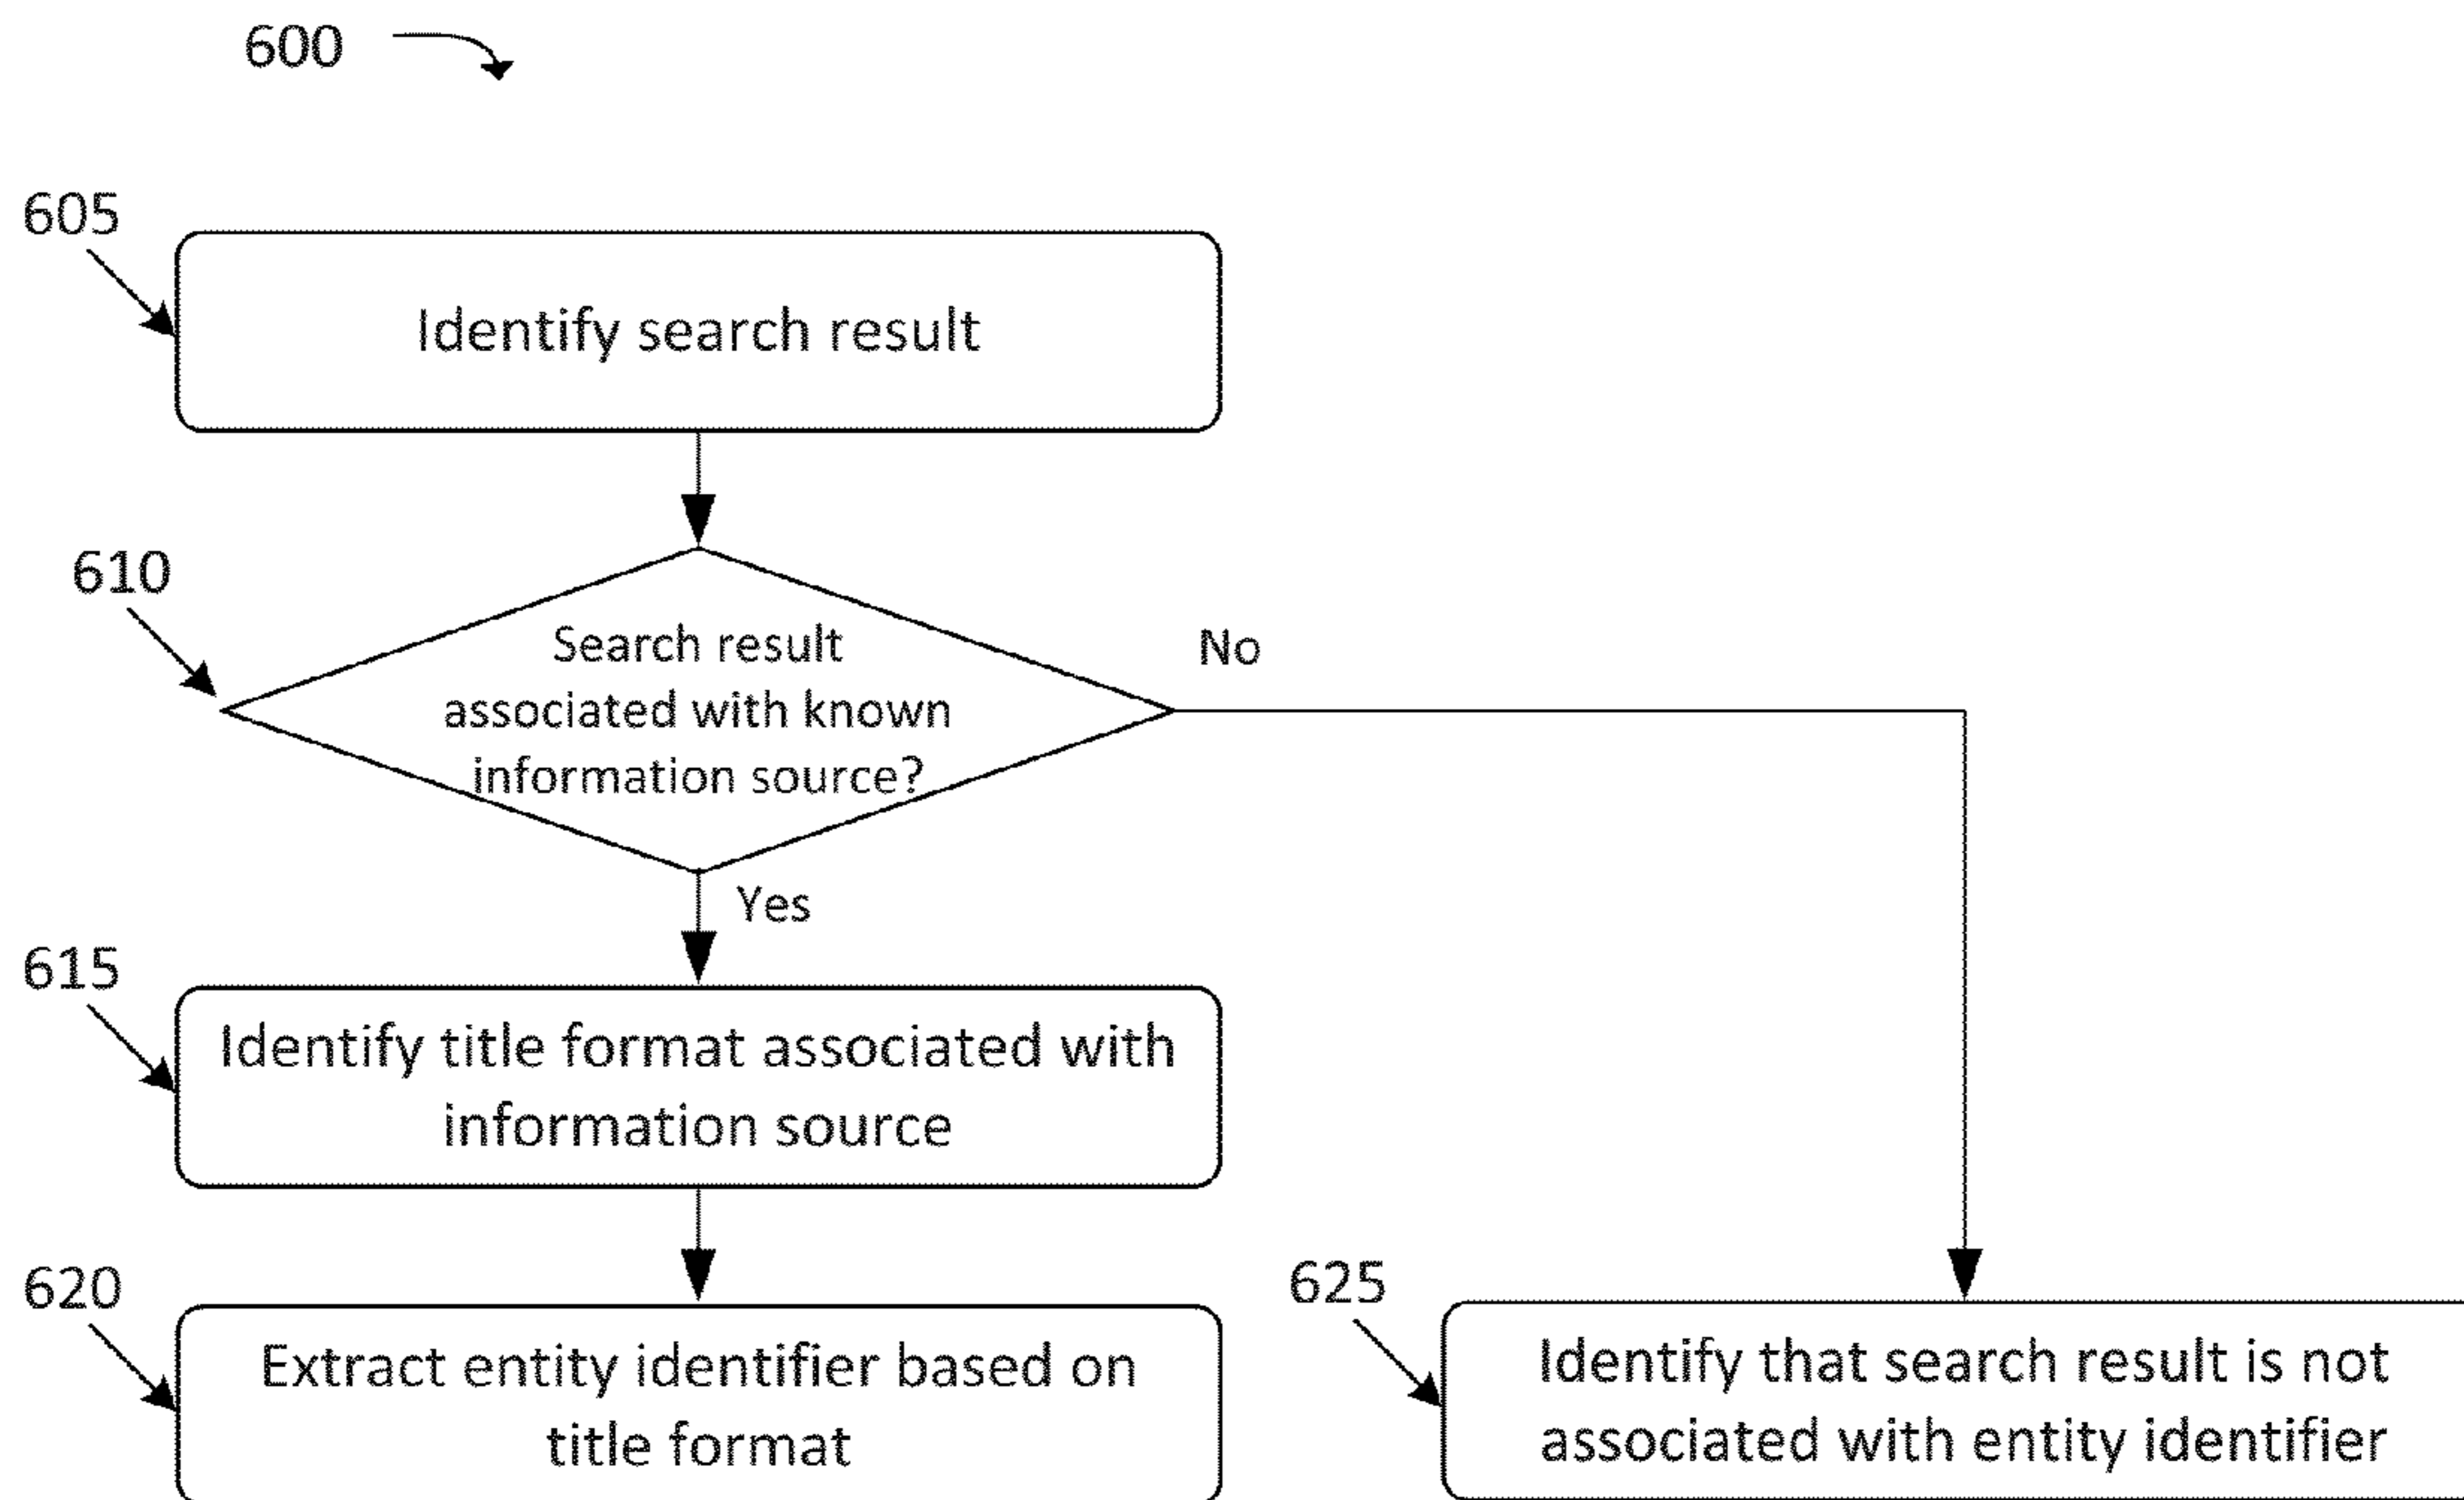 600
605
Identify search result
610
Search result
associated with known
information source?
No
Yes
615
Identify title format associated with
information source
620
Extract entity identifier based on
title format
625
Identify that search result is not
associated with entity identifier